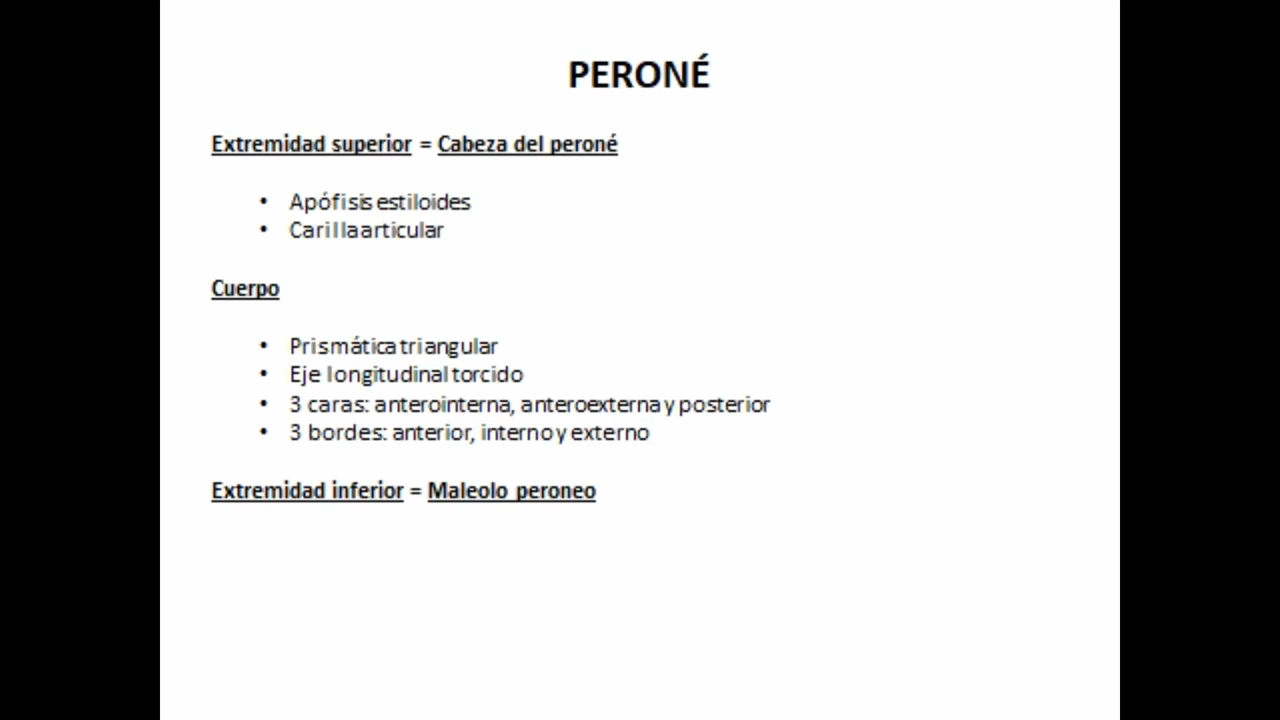 PERONÉ
Extremidad superior = Cabeza del peroné
• Apófisis estiloides
• Carilla articular
Cuerpo
• Prismática triangular
• Eje longitudinal torcido
• 3 caras: anterointerna, anteroexterna y posterior
• 3 bordes: anterior, interno y externo
Extremidad inferior = Maleolo peroneo